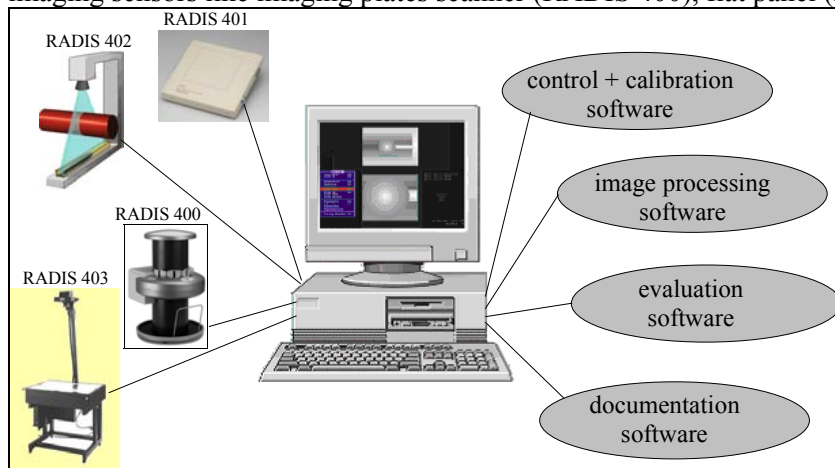 imaging sensors like imaging plates scanner (RADIS 400), flat panel (
RADIS 401
RADIS 402
control + calibration
software
image processing
software
RADIS 400
RADIS 403
evaluation
software
documentation
software